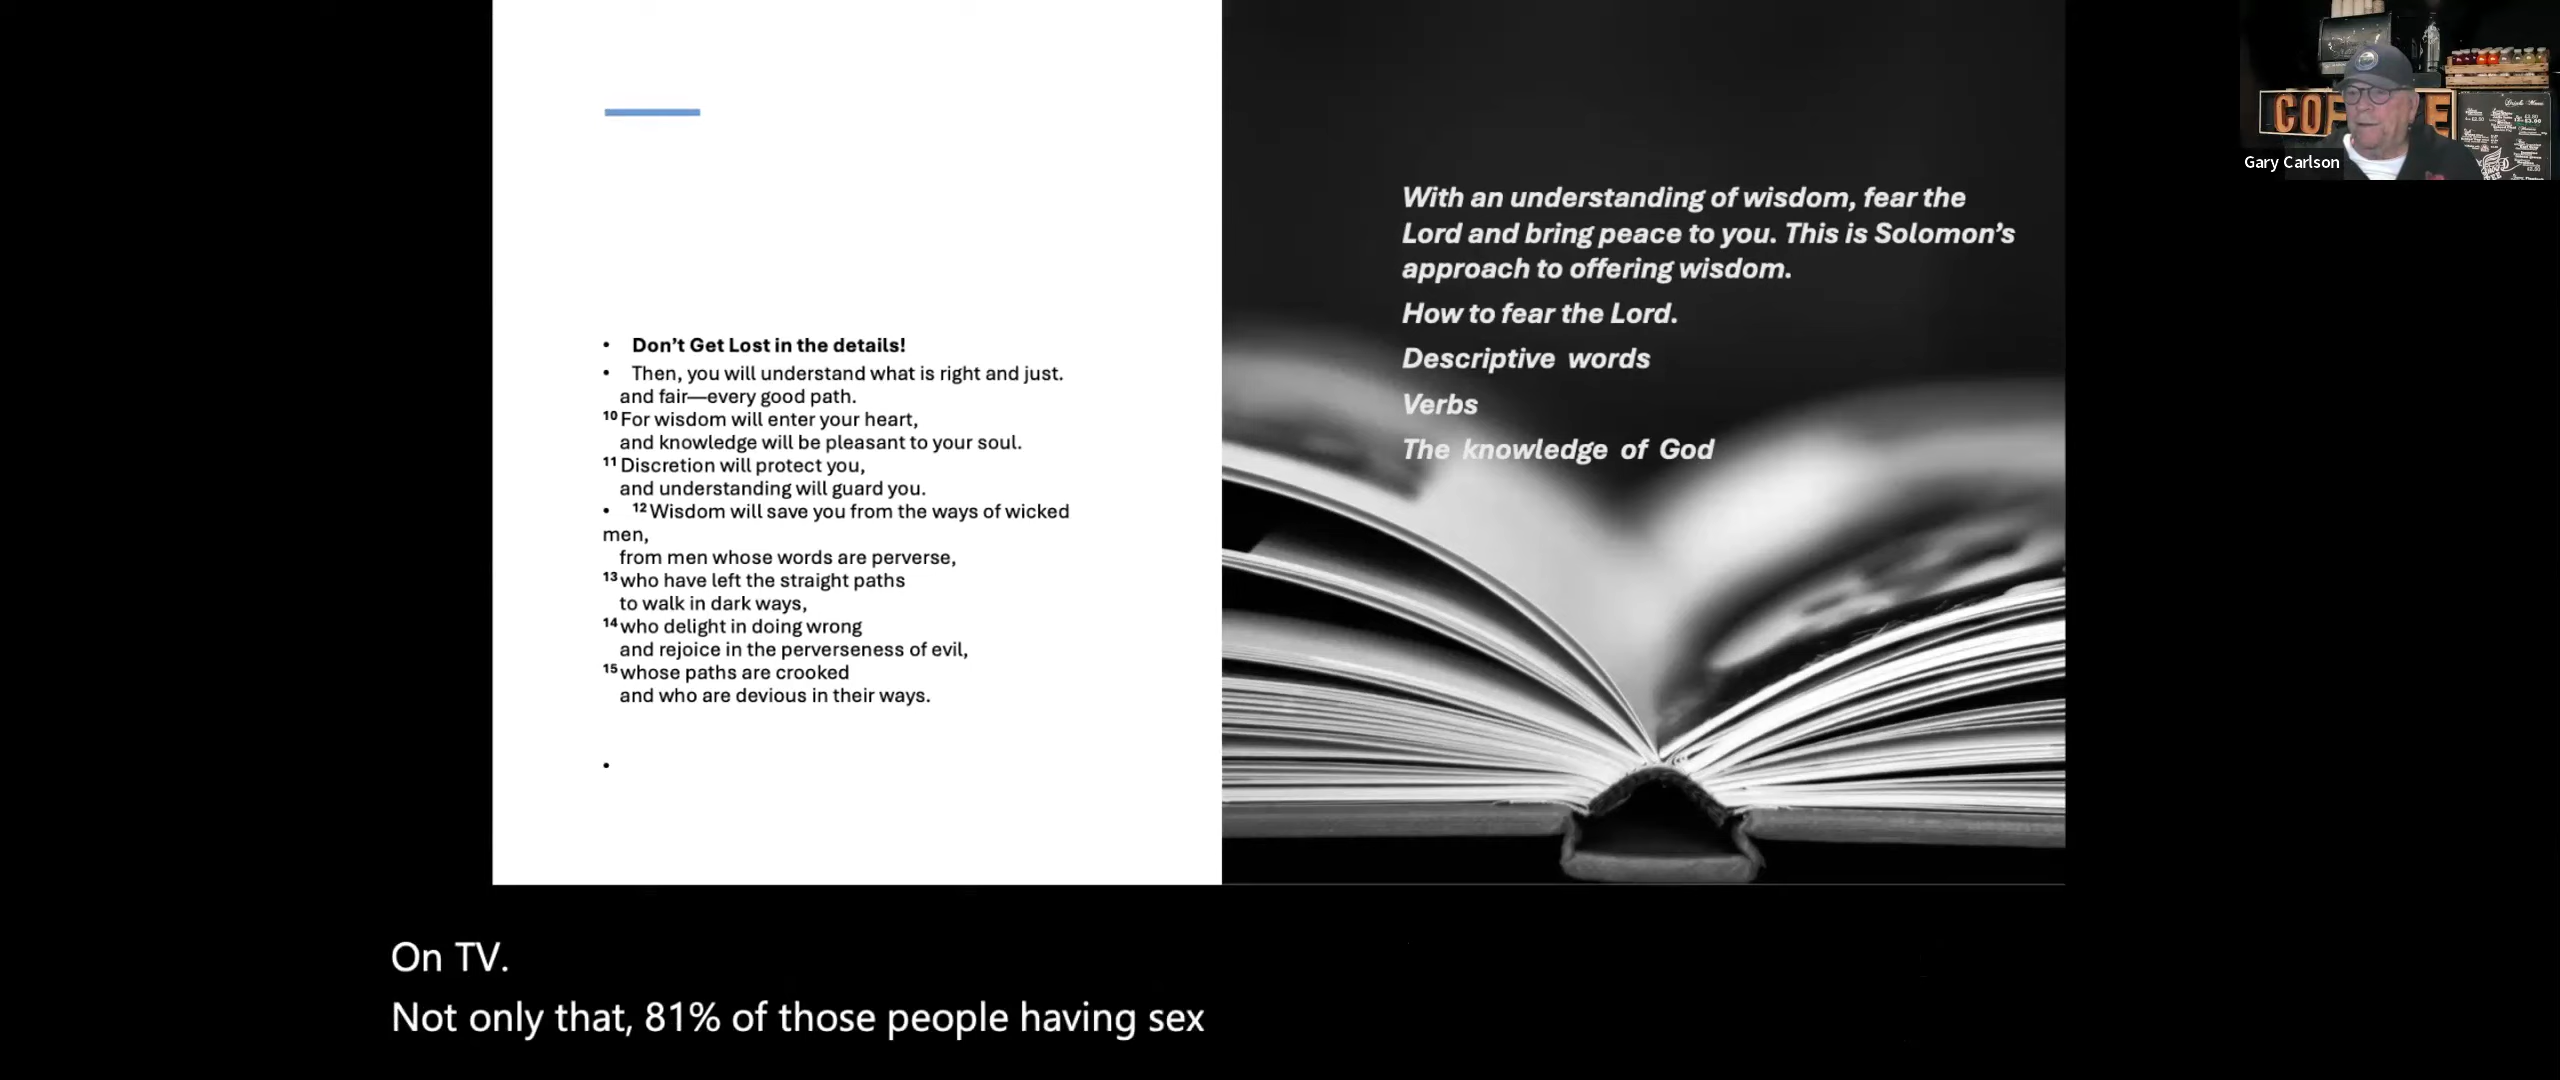 Don’t Get Lost in the details!
Then, you will understand what is right and just.
and fair—every good path.
10 For wisdom will enter your heart,
and knowledge will be pleasant to your soul.
11 Discretion will protect you,
and understanding will guard you.
12 Wisdom will save you from the ways of wicked
men,
from men whose words are perverse,
13 who have left the straight paths
to walk in dark ways,
14 who delight in doing wrong
and rejoice in the perverseness of evil,
15 whose paths are crooked
and who are devious in their ways.
With an understanding of wisdom, fear the
Lord and bring peace to you. This is Solomon’s
approach to offering wisdom.
How to fear the Lord.
Descriptive words
Verbs
The knowledge of God
Gary Carlson
On TV.
Not only that, 81% of those people having sex